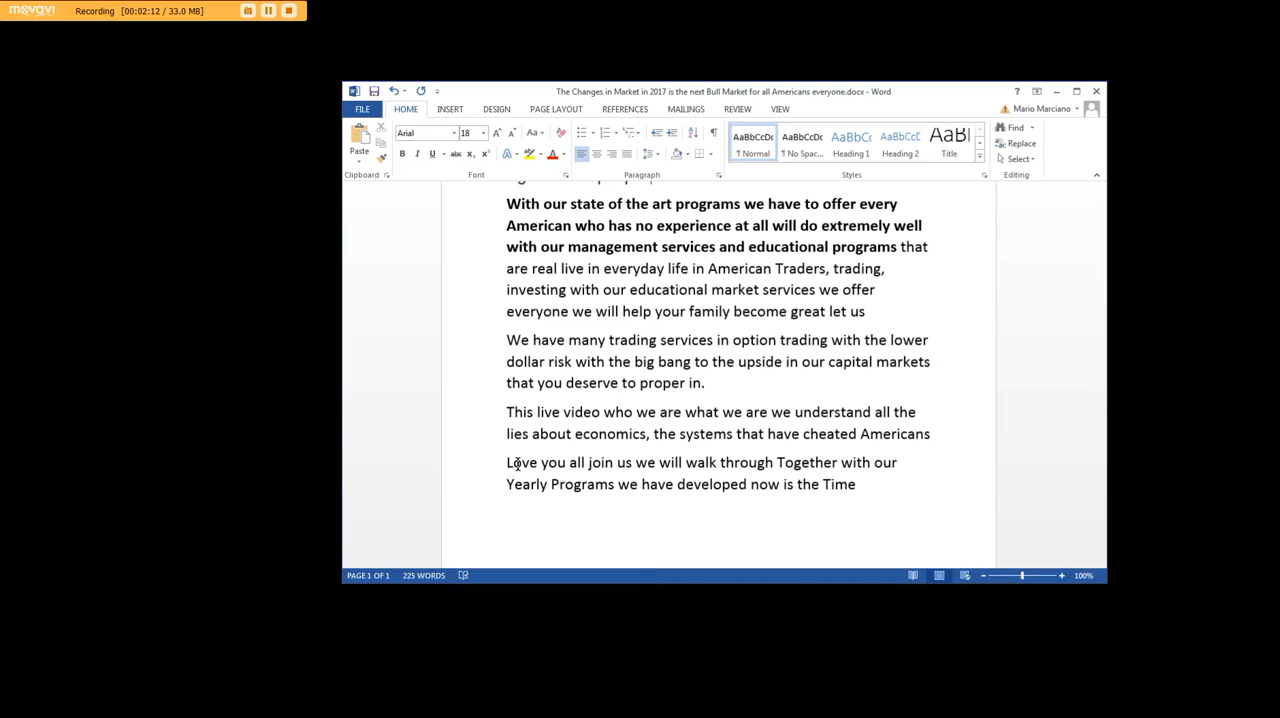 movavi Recording [00:02:12 / 33.0 MB]
The Changes in Market in 2017 is the next Bull Market for all Americans everyone.docx - Word
FILE HOME INSERT DESIGN PAGE LAYOUT REFERENCES MAILINGS REVIEW VIEW Mario Marciano
Paste
Arial 18 Aa
B I U abc x₂ x² A A
AaBbCcDc AaBbCcDc AaBbCc AaBbCcD AaBI
¶ Normal ¶ No Spac... Heading 1 Heading 2 Title
Find
Replace
Select
Clipboard Font Paragraph Styles Editing
With our state of the art programs we have to offer every
American who has no experience at all will do extremely well
with our management services and educational programs that
are real live in everyday life in American Traders, trading,
investing with our educational market services we offer
everyone we will help your family become great let us
We have many trading services in option trading with the lower
dollar risk with the big bang to the upside in our capital markets
that you deserve to proper in.
This live video who we are what we are we understand all the
lies about economics, the systems that have cheated Americans
Love you all join us we will walk through Together with our
Yearly Programs we have developed now is the Time
PAGE 1 OF 1 225 WORDS 100%